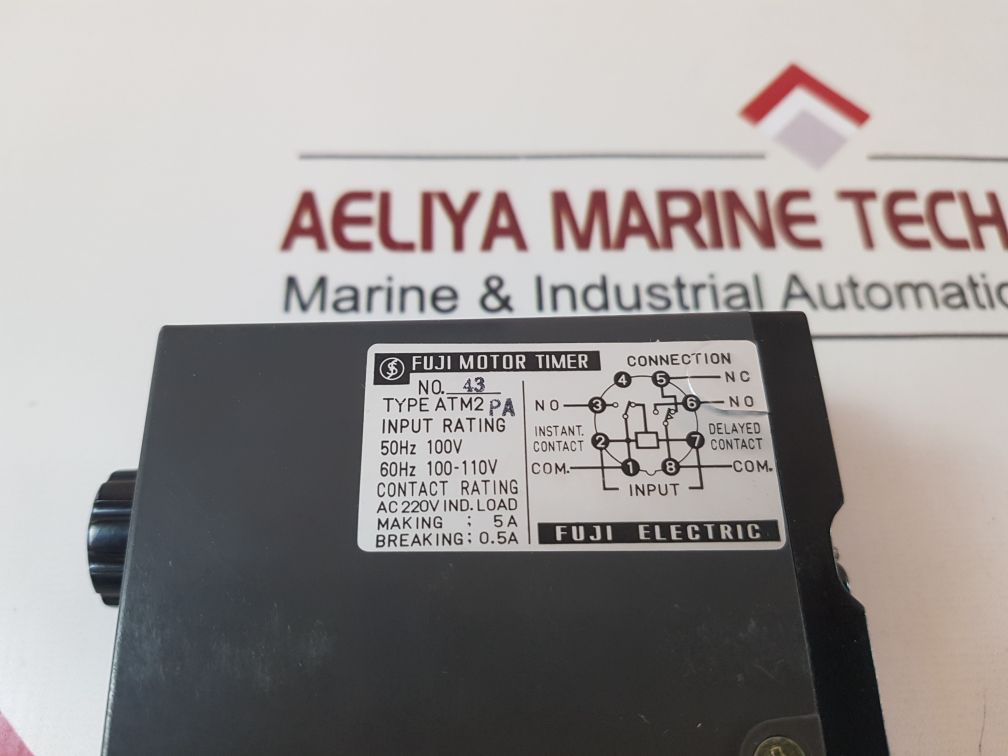 AELIYA MARINE TECH
Marine & Industrial Automatio
FUJI MOTOR TIMER
NO. 43
TYPE ATM2 PA
INPUT RATING
50Hz 100V
60Hz 100-110V
CONTACT RATING
AC 220V IND. LOAD
MAKING : 5A
BREAKING: 0.5A
CONNECTION
4 5 NC
NO 3 6 NO
INSTANT. CONTACT 2 7 DELAYED CONTACT
COM. 1 8 COM.
INPUT
FUJI ELECTRIC